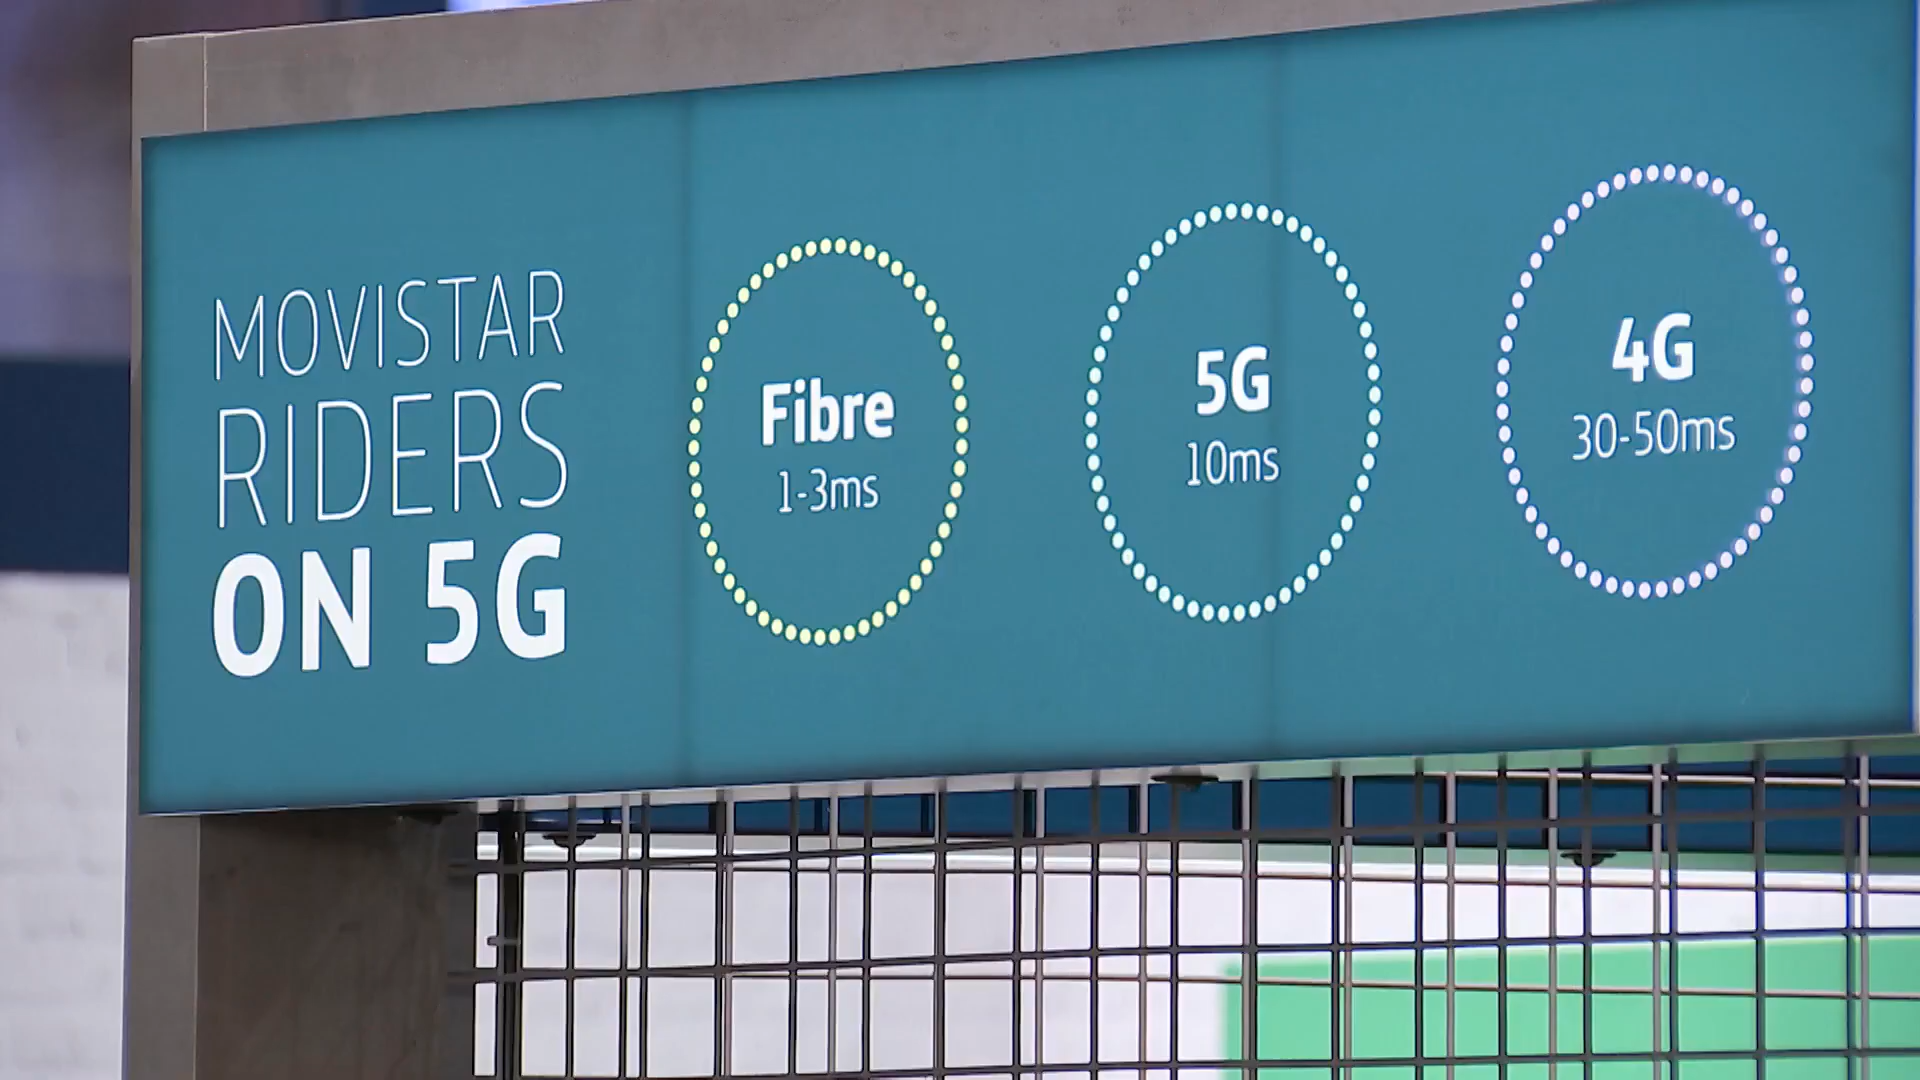 MOVISTAR
RIDERS
ON 5G
Fibre
1-3ms
5G
10ms
4G
30-50ms